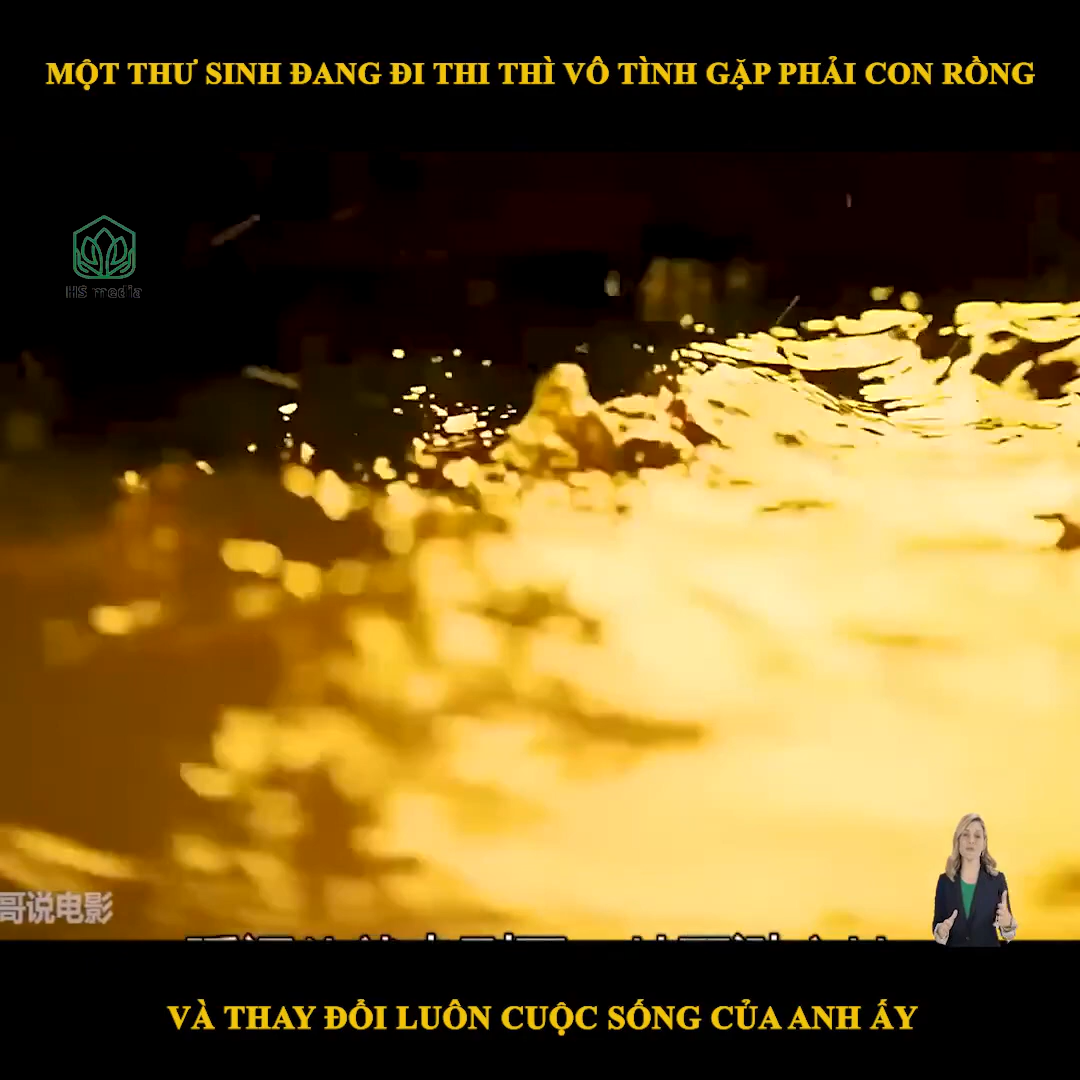 MỘT THƯ SINH ĐANG ĐI THI THÌ VÔ TÌNH GẶP PHẢI CON RỒNG
HS media
哥说电影
VÀ THAY ĐỔI LUÔN CUỘC SỐNG CỦA ANH ẤY